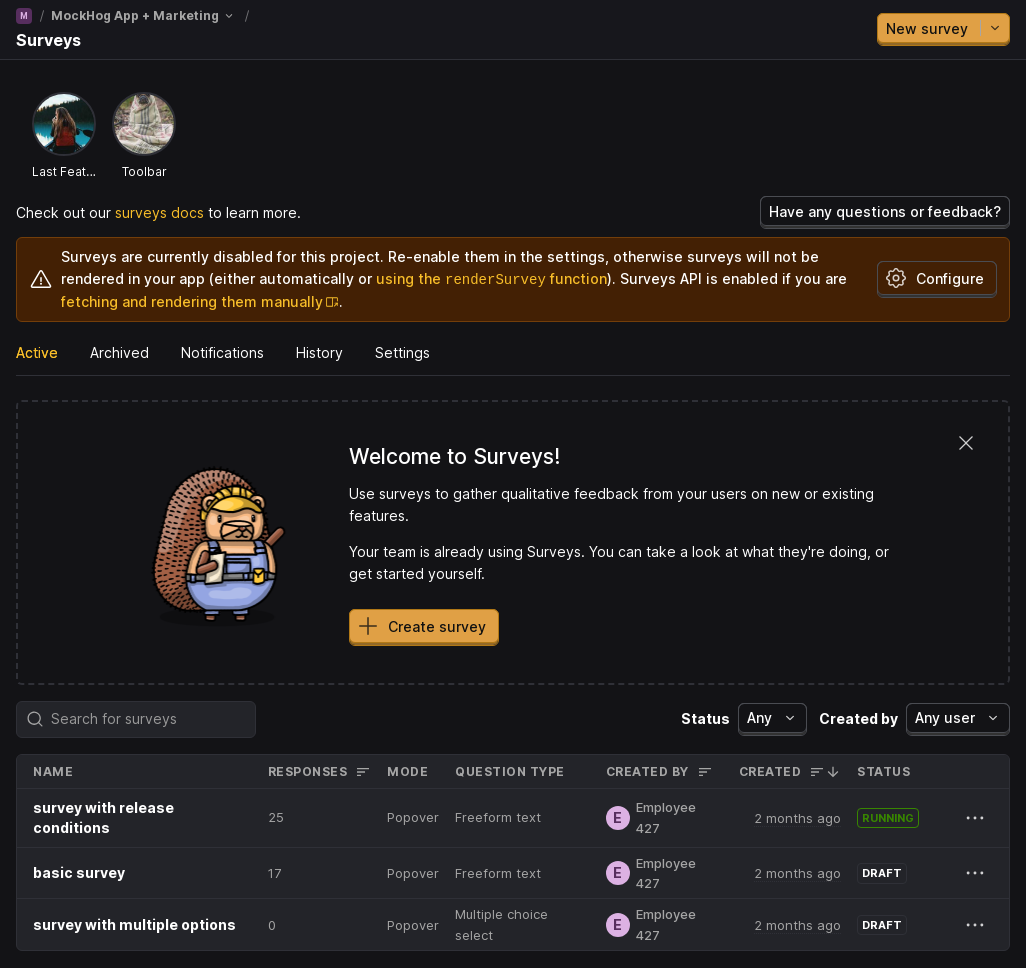 M / MockHog App + Marketing /
Surveys
New survey
Last Feat...
Toolbar
Check out our surveys docs to learn more.
Have any questions or feedback?
Surveys are currently disabled for this project. Re-enable them in the settings, otherwise surveys will not be
rendered in your app (either automatically or using the renderSurvey function). Surveys API is enabled if you are
fetching and rendering them manually.
Configure
Active Archived Notifications History Settings
Welcome to Surveys!
Use surveys to gather qualitative feedback from your users on new or existing
features.
Your team is already using Surveys. You can take a look at what they're doing, or
get started yourself.
Create survey
Search for surveys
Status Any Created by Any user
NAME RESPONSES MODE QUESTION TYPE CREATED BY CREATED STATUS
survey with release
conditions
25 Popover Freeform text E Employee
427
2 months ago RUNNING
basic survey 17 Popover Freeform text E Employee
427
2 months ago DRAFT
survey with multiple options 0 Popover Multiple choice
select
E Employee
427
2 months ago DRAFT